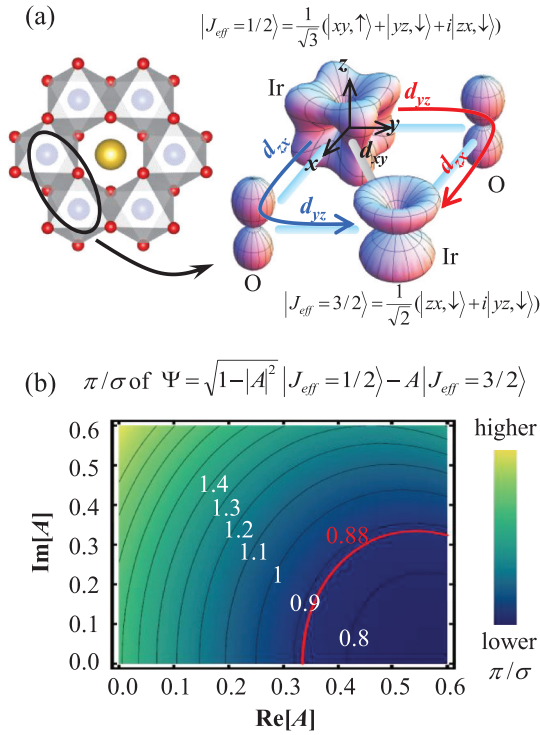 (a)
|J_eff = 1/2⟩ = 1/√3 (|xy,↑⟩ + |yz,↓⟩ + i|zx,↓⟩)
Ir
z
d_yz
y
d_zx
x
d_xy
d_zx
O
d_yz
Ir
O
|J_eff = 3/2⟩ = 1/√2 (|zx,↓⟩ + i|yz,↓⟩)
(b) π/σ of Ψ = √(1−|A|²) |J_eff = 1/2⟩ − A|J_eff = 3/2⟩
higher
lower
π/σ
Im[A]
0.6
0.5
0.4
0.3
0.2
0.1
0.0
1.4
1.3
1.2
1.1
1
0.9
0.88
0.8
0.0 0.1 0.2 0.3 0.4 0.5 0.6
Re[A]